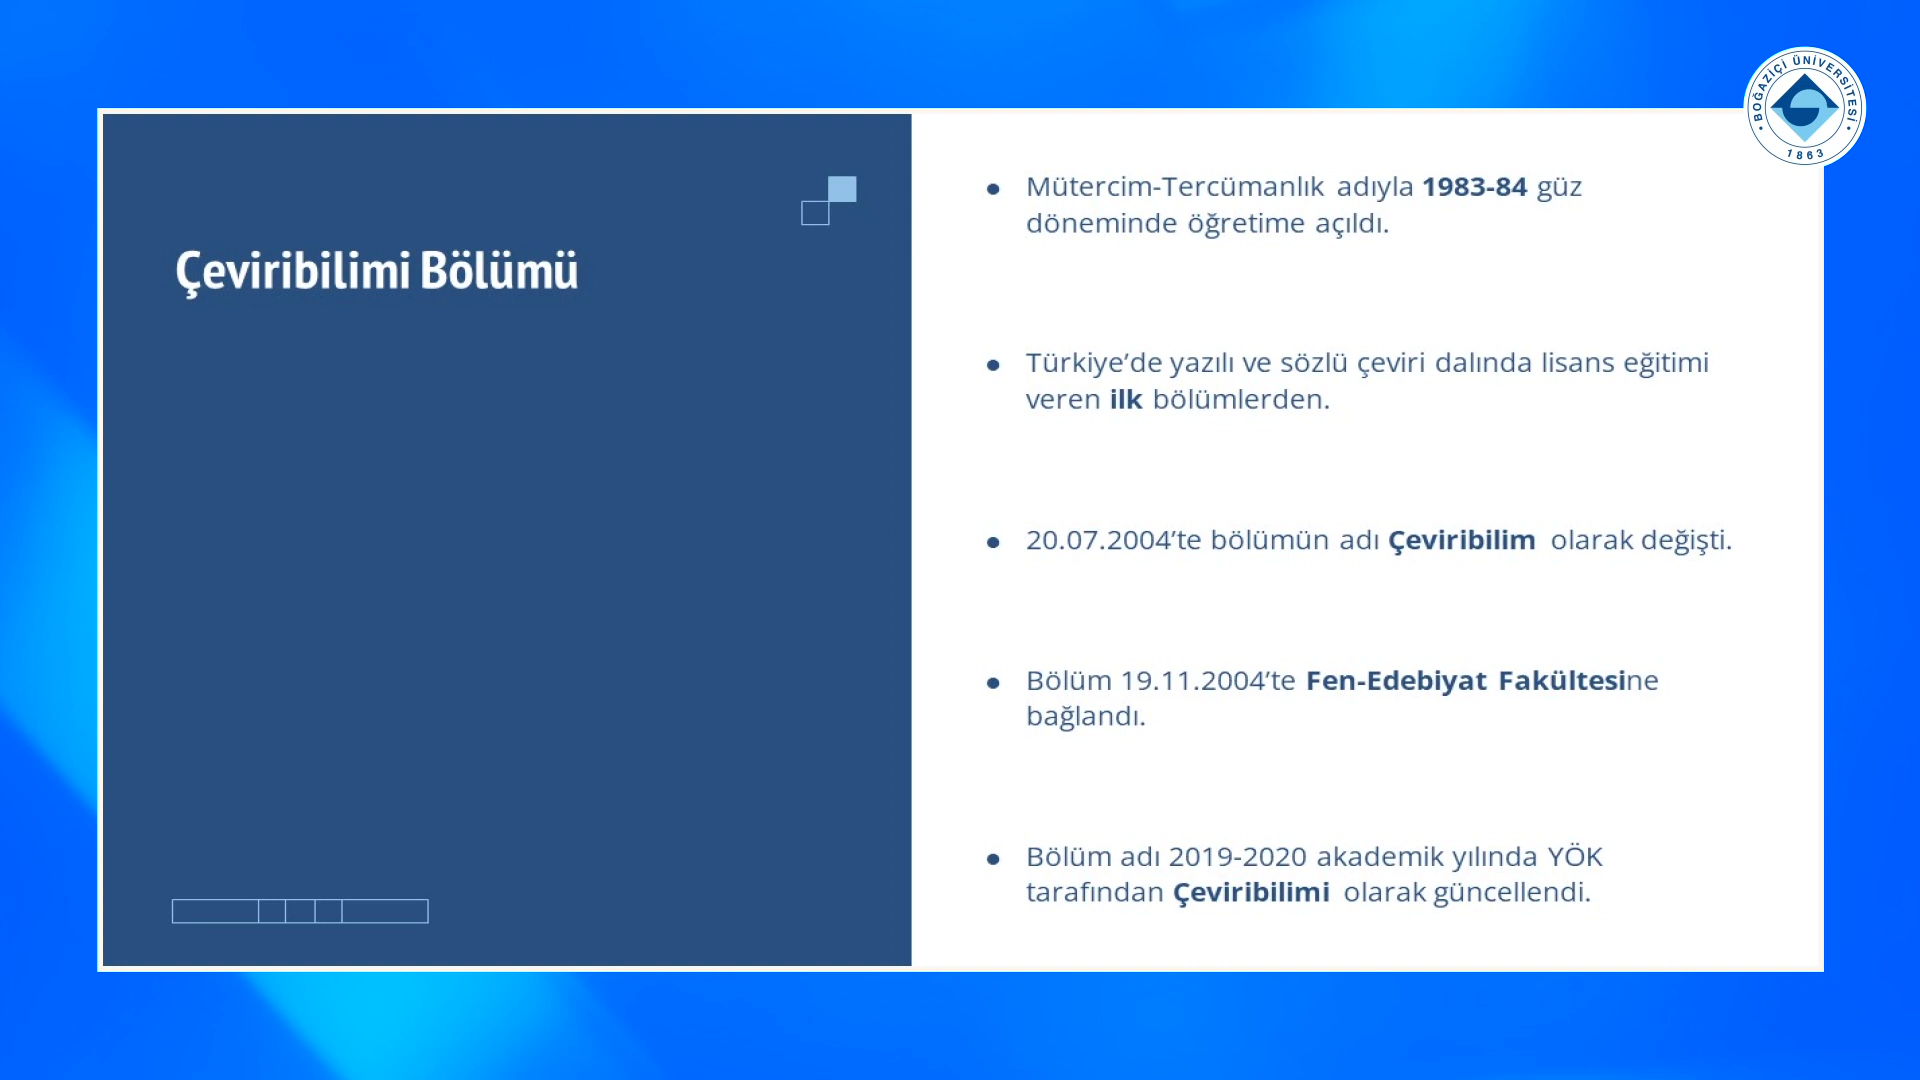 BOĞAZİÇİ ÜNİVERSİTESİ
1863
Çeviribilimi Bölümü
● Mütercim-Tercümanlık adıyla 1983-84 güz
döneminde öğretime açıldı.
● Türkiye’de yazılı ve sözlü çeviri dalında lisans eğitimi
veren ilk bölümlerden.
● 20.07.2004’te bölümün adı Çeviribilim olarak değişti.
● Bölüm 19.11.2004’te Fen-Edebiyat Fakültesine
bağlandı.
● Bölüm adı 2019-2020 akademik yılında YÖK
tarafından Çeviribilimi olarak güncellendi.